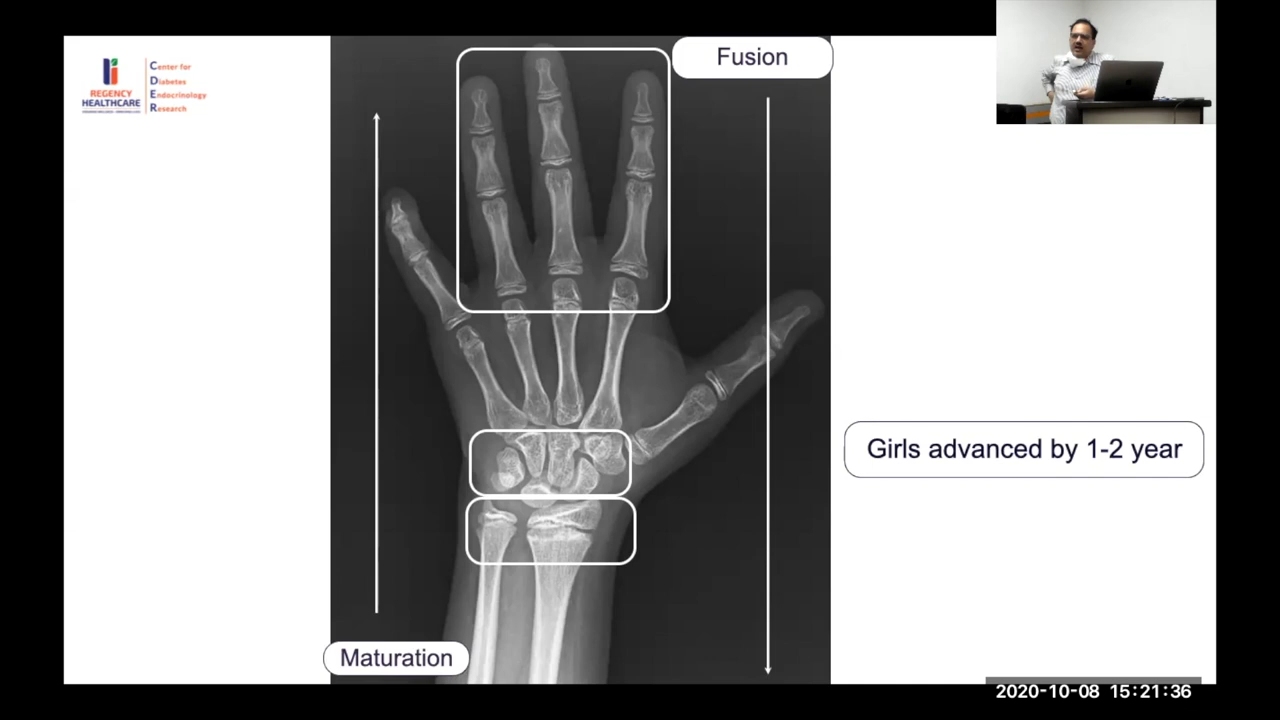 Fusion
REGENCY
HEALTHCARE
Center for
Diabetes
Endocrinology
Research
Girls advanced by 1-2 year
Maturation
2020-10-08 15:21:36